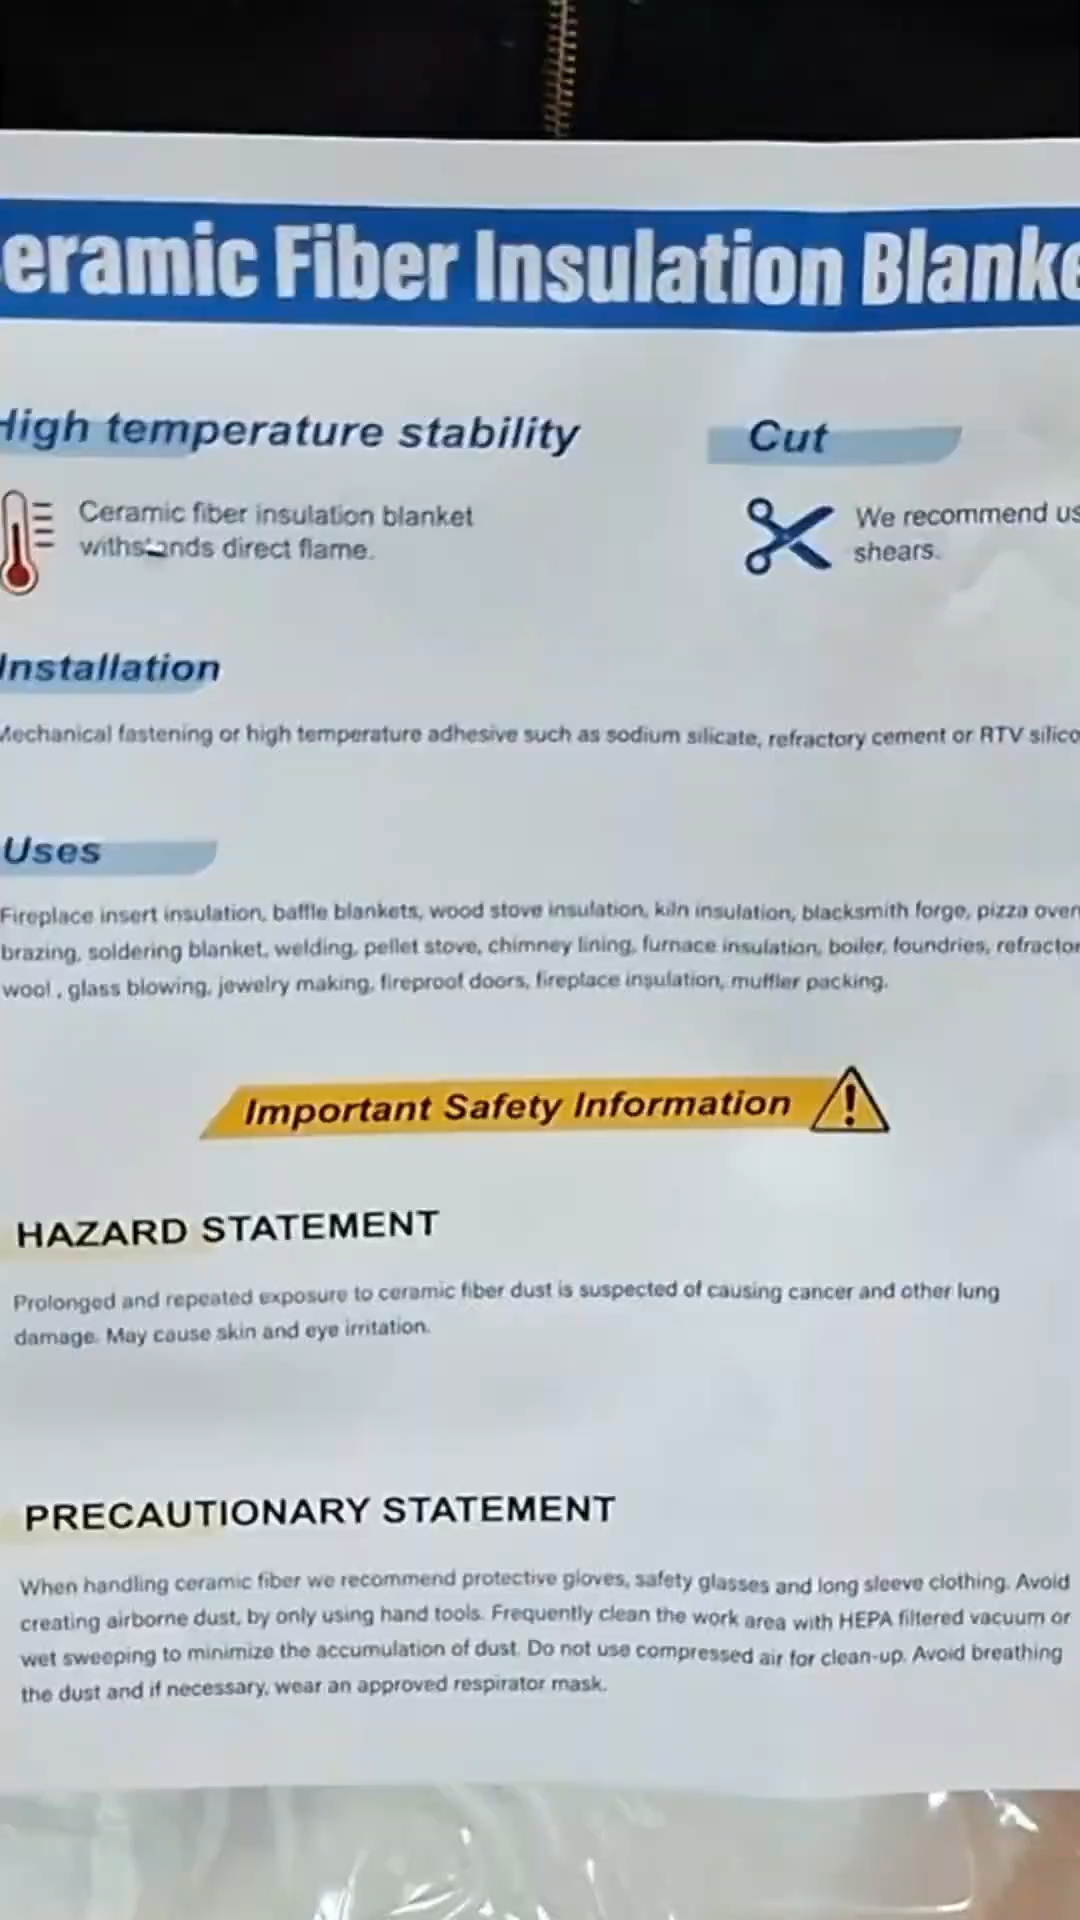 eramic Fiber Insulation Blanke
High temperature stability
Cut
Ceramic fiber insulation blanket
withstands direct flame.
We recommend us
shears.
Installation
Mechanical fastening or high temperature adhesive such as sodium silicate, refractory cement or RTV silico
Uses
Fireplace insert insulation, baffle blankets, wood stove insulation, kiln insulation, blacksmith forge, pizza oven
brazing, soldering blanket, welding, pellet stove, chimney lining, furnace insulation, boiler, foundries, refractor
wool , glass blowing, jewelry making, fireproof doors, fireplace insulation, muffler packing.
Important Safety Information
HAZARD STATEMENT
Prolonged and repeated exposure to ceramic fiber dust is suspected of causing cancer and other lung
damage. May cause skin and eye irritation.
PRECAUTIONARY STATEMENT
When handling ceramic fiber we recommend protective gloves, safety glasses and long sleeve clothing. Avoid
creating airborne dust, by only using hand tools. Frequently clean the work area with HEPA filtered vacuum or
wet sweeping to minimize the accumulation of dust. Do not use compressed air for clean-up. Avoid breathing
the dust and if necessary, wear an approved respirator mask.